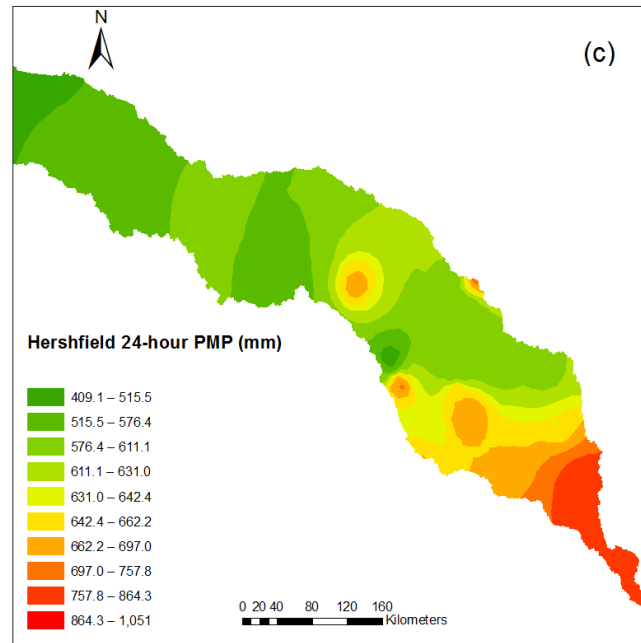 N
(c)
Hershfield 24-hour PMP (mm)
409.1 – 515.5
515.5 – 576.4
576.4 – 611.1
611.1 – 631.0
631.0 – 642.4
642.4 – 662.2
662.2 – 697.0
697.0 – 757.8
757.8 – 864.3
864.3 – 1,051
0 20 40 80 120 160
Kilometers